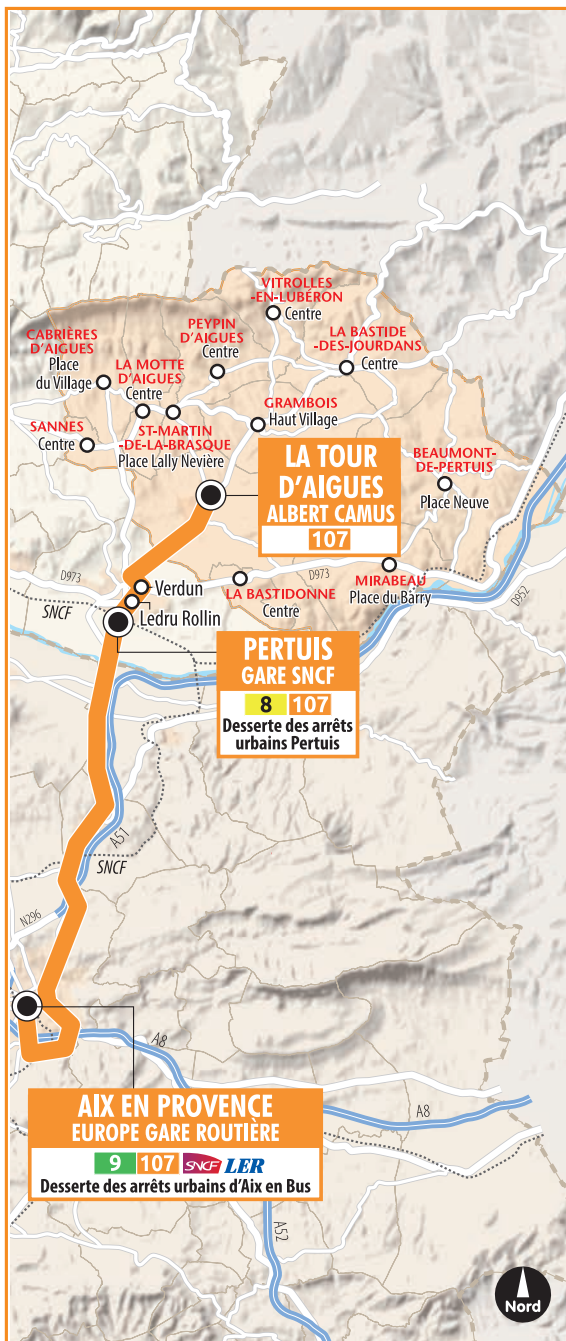 VITROLLES
-EN-LUBÉRON
Centre
PEYPIN
D'AIGUES
Centre
LA BASTIDE
-DES-JOURDANS
Centre
CABRIÈRES
D'AIGUES
Place
du Village
LA MOTTE
D'AIGUES
Centre
GRAMBOIS
Haut Village
SANNES
Centre
ST-MARTIN
-DE-LA-BRASQUE
Place Lally Nevière
LA TOUR
D'AIGUES
ALBERT CAMUS
107
BEAUMONT-
DE-PERTUIS
Place Neuve
D973
Verdun
D973
LA BASTIDONNE
Centre
MIRABEAU
Place du Barry
D952
SNCF
Ledru Rollin
PERTUIS
GARE SNCF
8 107
Desserte des arrêts
urbains Pertuis
A51
SNCF
N296
A8
A8
AIX EN PROVENCE
EUROPE GARE ROUTIÈRE
9 107 SNCF LER
Desserte des arrêts urbains d'Aix en Bus
A52
Nord